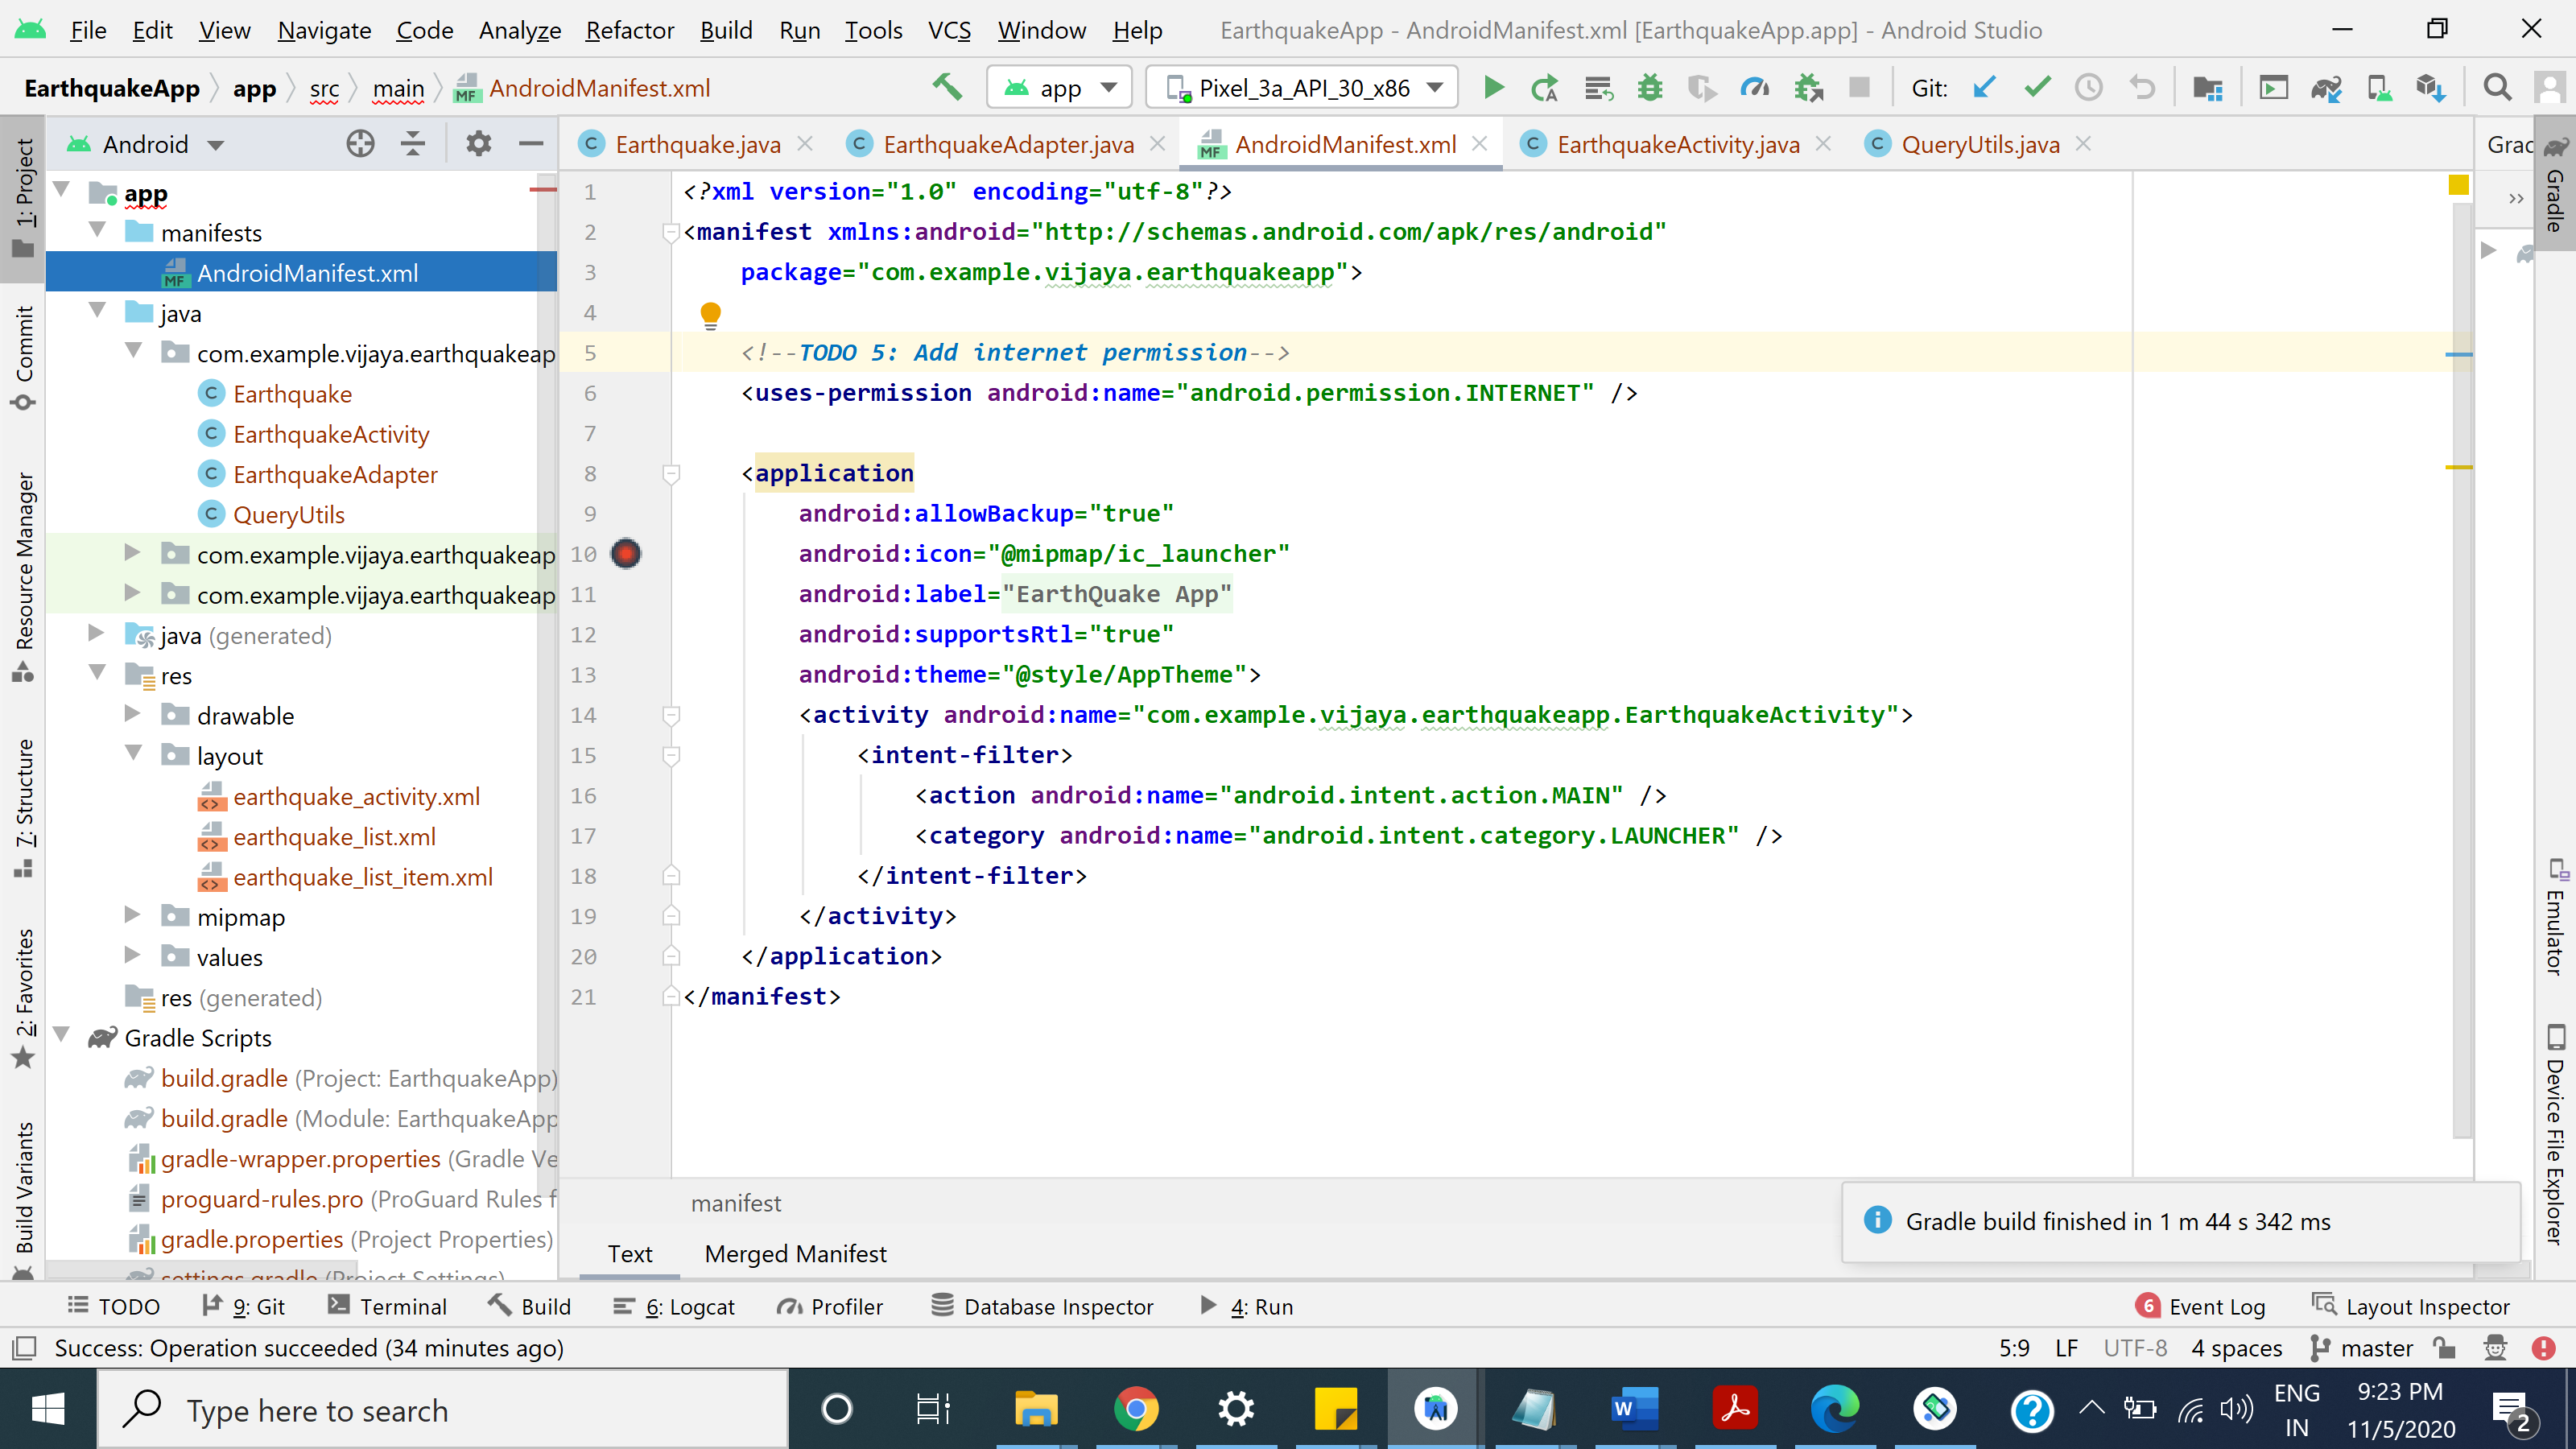 File Edit View Navigate Code Analyze Refactor Build Run Tools VCS Window Help EarthquakeApp - AndroidManifest.xml [EarthquakeApp.app] - Android Studio
EarthquakeApp app src main AndroidManifest.xml app Pixel_3a_API_30_x86 Git:
Android
Earthquake.java EarthquakeAdapter.java AndroidManifest.xml EarthquakeActivity.java QueryUtils.java Grad
1: Project
Commit
Resource Manager
7: Structure
2: Favorites
Build Variants
app
manifests
AndroidManifest.xml
java
com.example.vijaya.earthquakeap
Earthquake
EarthquakeActivity
EarthquakeAdapter
QueryUtils
com.example.vijaya.earthquakeap
com.example.vijaya.earthquakeap
java (generated)
res
drawable
layout
earthquake_activity.xml
earthquake_list.xml
earthquake_list_item.xml
mipmap
values
res (generated)
Gradle Scripts
build.gradle (Project: EarthquakeApp)
build.gradle (Module: EarthquakeApp
gradle-wrapper.properties (Gradle Ve
proguard-rules.pro (ProGuard Rules f
gradle.properties (Project Properties)
settings.gradle (Project Settings)
1 <?xml version="1.0" encoding="utf-8"?>
2 <manifest xmlns:android="http://schemas.android.com/apk/res/android"
3 package="com.example.vijaya.earthquakeapp">
4
5 <!--TODO 5: Add internet permission-->
6 <uses-permission android:name="android.permission.INTERNET" />
7
8 <application
9 android:allowBackup="true"
10 android:icon="@mipmap/ic_launcher"
11 android:label="EarthQuake App"
12 android:supportsRtl="true"
13 android:theme="@style/AppTheme">
14 <activity android:name="com.example.vijaya.earthquakeapp.EarthquakeActivity">
15 <intent-filter>
16 <action android:name="android.intent.action.MAIN" />
17 <category android:name="android.intent.category.LAUNCHER" />
18 </intent-filter>
19 </activity>
20 </application>
21 </manifest>
manifest
Text Merged Manifest
Gradle build finished in 1 m 44 s 342 ms
Gradle
Emulator
Device File Explorer
TODO 9: Git Terminal Build 6: Logcat Profiler Database Inspector 4: Run 6 Event Log Layout Inspector
Success: Operation succeeded (34 minutes ago) 5:9 LF UTF-8 4 spaces master
Type here to search
ENG
IN
9:23 PM
11/5/2020
2